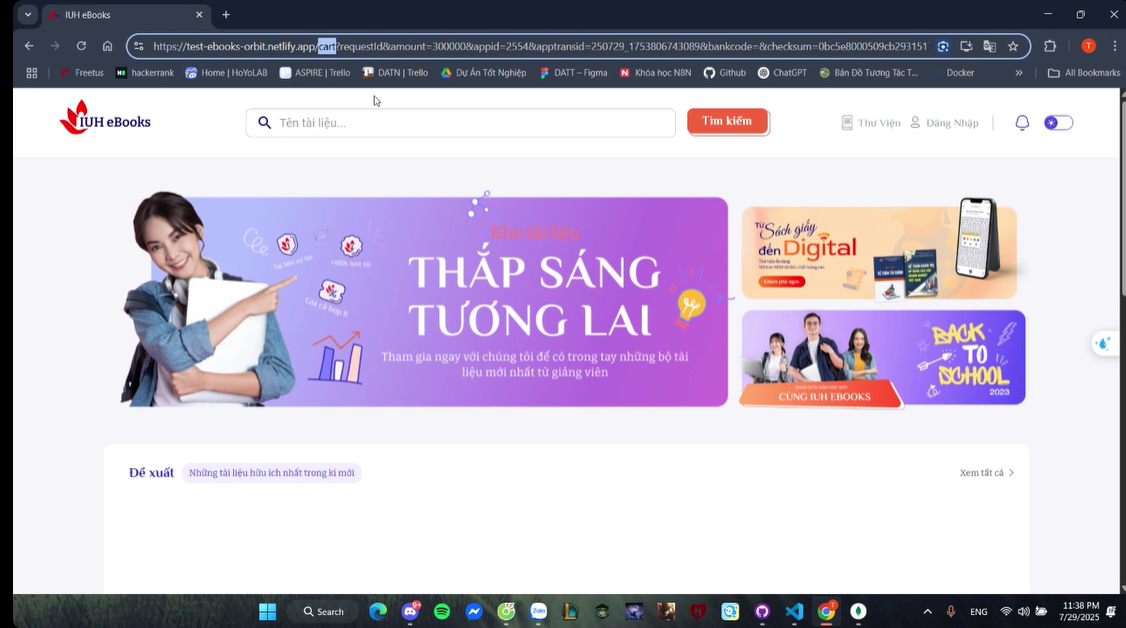 IUH eBooks
https://test-ebooks-orbit.netlify.app/cart?requestId&amount=300000&appid=2554&apptransid=250729_1753806743089&bankcode=&checksum=0bc5e8000509cb293151
Freetus
hackerrank
Home | HoYoLAB
ASPIRE | Trello
DATN | Trello
Dự Án Tốt Nghiệp
DATT – Figma
Khóa học N8N
Github
ChatGPT
Bản Đồ Tương Tác T...
Docker
»
All Bookmarks
IUH eBooks
Tên tài liệu...
Tìm kiếm
Thư Viện
Đăng Nhập
Kho tài liệu
THẮP SÁNG
TƯƠNG LAI
Tham gia ngay với chúng tôi để có trong tay những bộ tài
liệu mới nhất từ giảng viên
Tài liệu uy tín
+100k lượt tải
Giá cả hợp lí
Từ Sách giấy
đến Digital
Khám phá ngay
BACK
TO
SCHOOL
2023
CÙNG IUH EBOOKS
Đề xuất
Những tài liệu hữu ích nhất trong kì mới
Xem tất cả
Search
Zalo
ENG
11:38 PM
7/29/2025